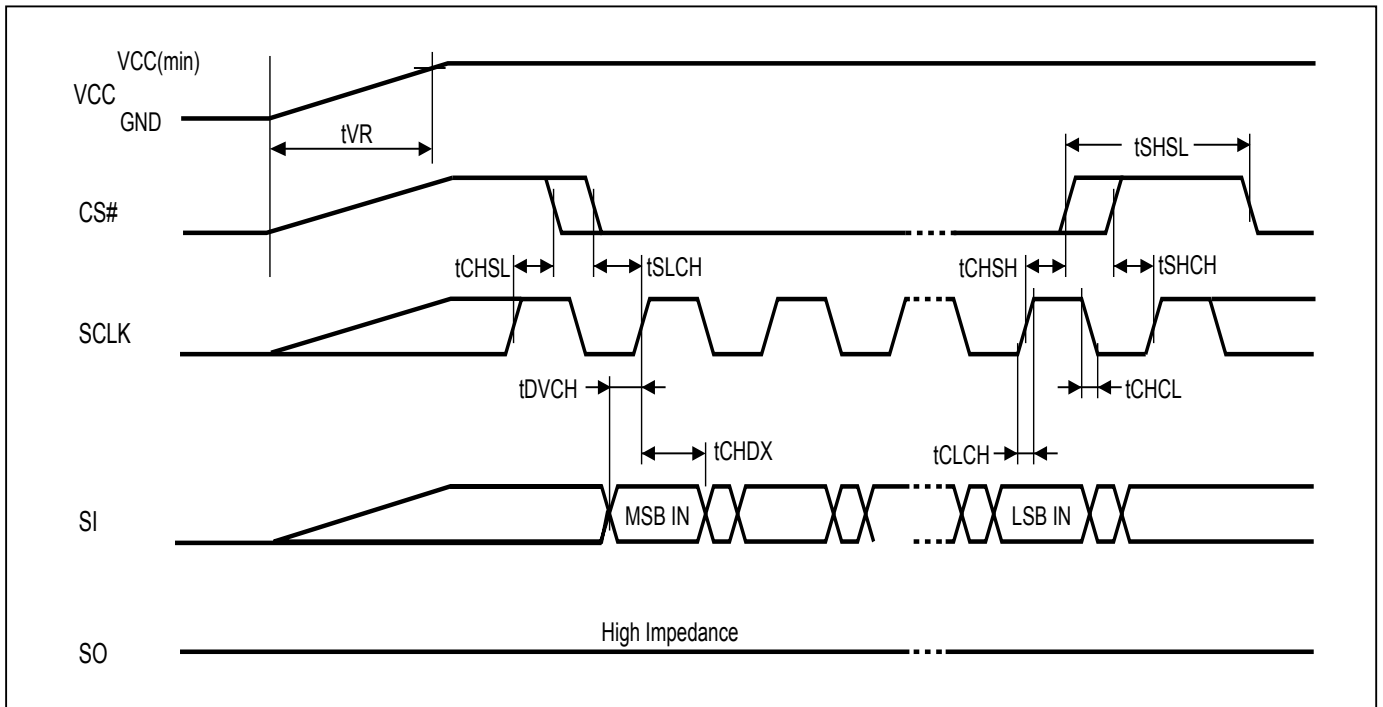 VCC(min)
VCC
GND
tVR
tSHSL
CS#
tCHSL
tSLCH
tCHSH
tSHCH
SCLK
tDVCH
tCHCL
tCHDX
tCLCH
SI
MSB IN
LSB IN
High Impedance
SO